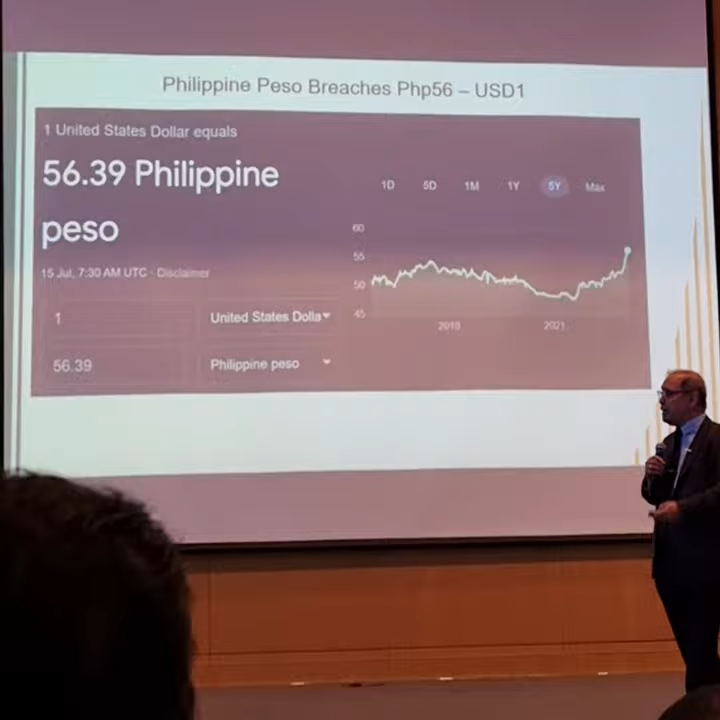 Philippine Peso Breaches Php56 – USD1
1 United States Dollar equals
56.39 Philippine
peso
15 Jul, 7:30 AM UTC · Disclaimer
1 United States Dolla
56.39 Philippine peso
1D 5D 1M 1Y 5Y Max
60
55
50
45
2019 2021